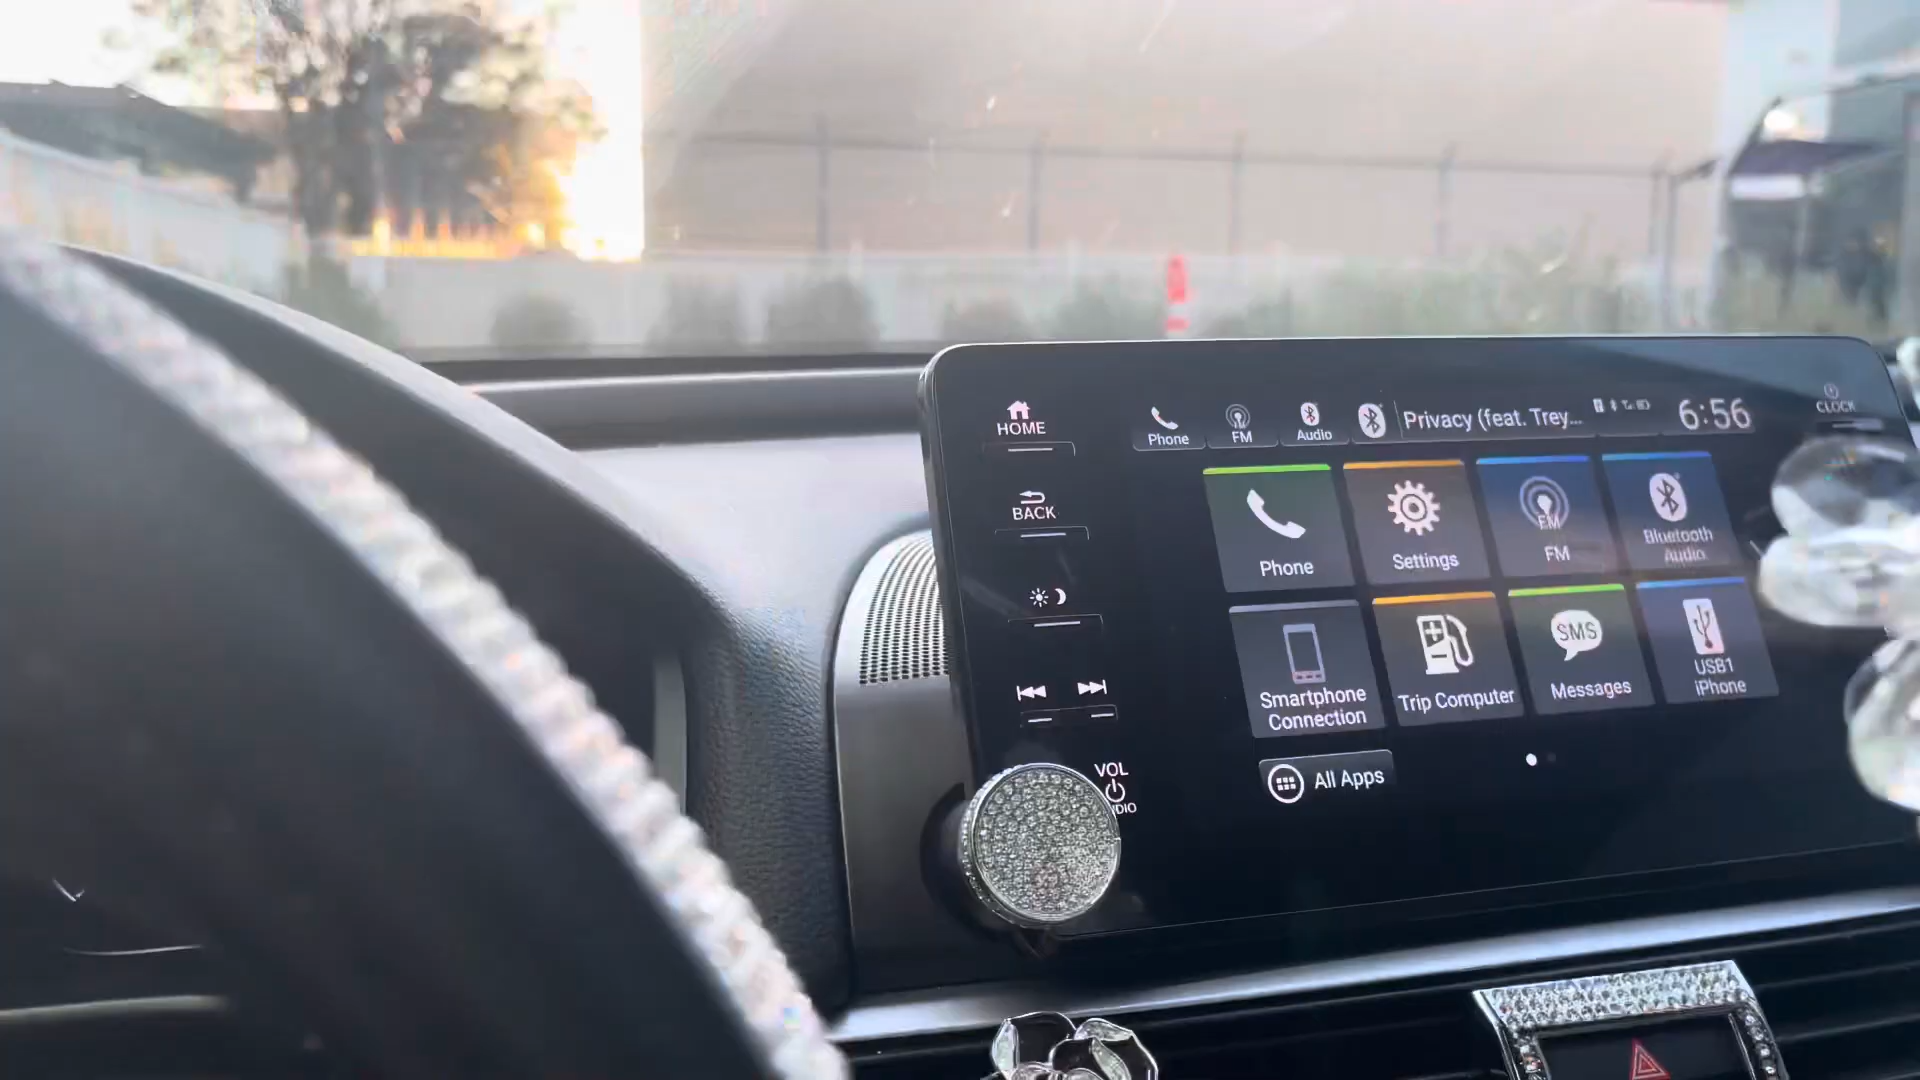 HOME
Phone
FM
Audio
Privacy (feat. Trey...
6:56
CLOCK
BACK
Phone
Settings
FM
FM
Bluetooth
Audio
Smartphone
Connection
Trip Computer
SMS
Messages
USB1
iPhone
VOL
All Apps